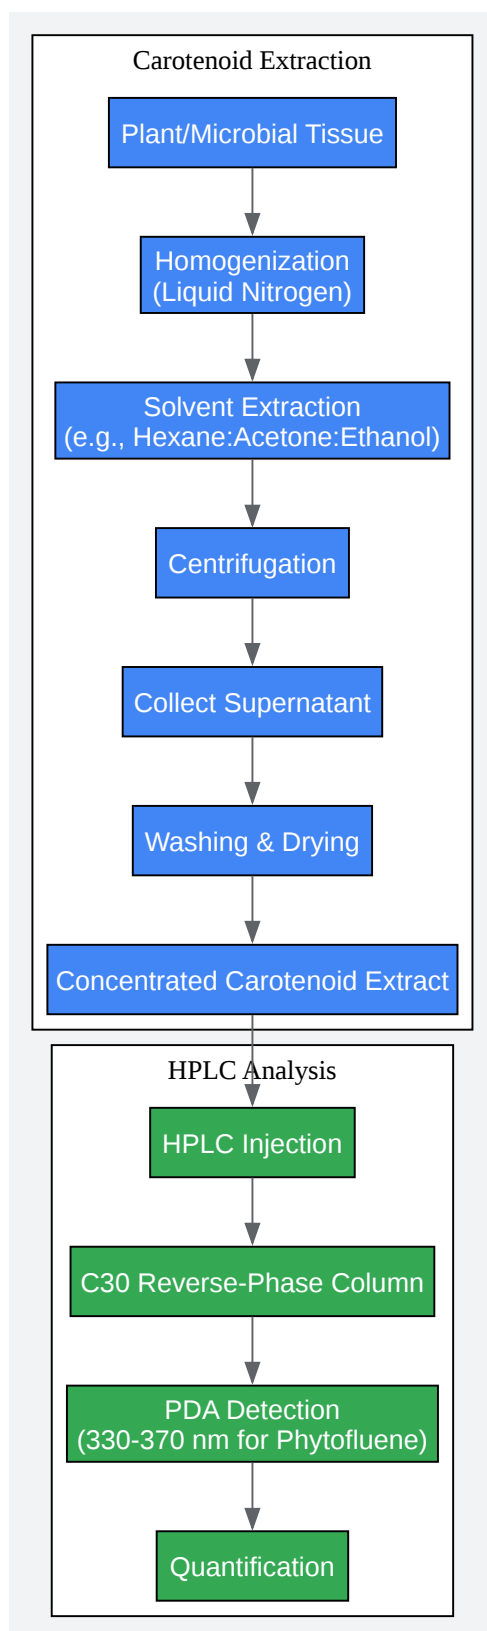 Carotenoid Extraction
Plant/Microbial Tissue
Homogenization
(Liquid Nitrogen)
Solvent Extraction
(e.g., Hexane:Acetone:Ethanol)
Centrifugation
Collect Supernatant
Washing & Drying
Concentrated Carotenoid Extract
HPLC Analysis
HPLC Injection
C30 Reverse-Phase Column
PDA Detection
(330-370 nm for Phytofluene)
Quantification